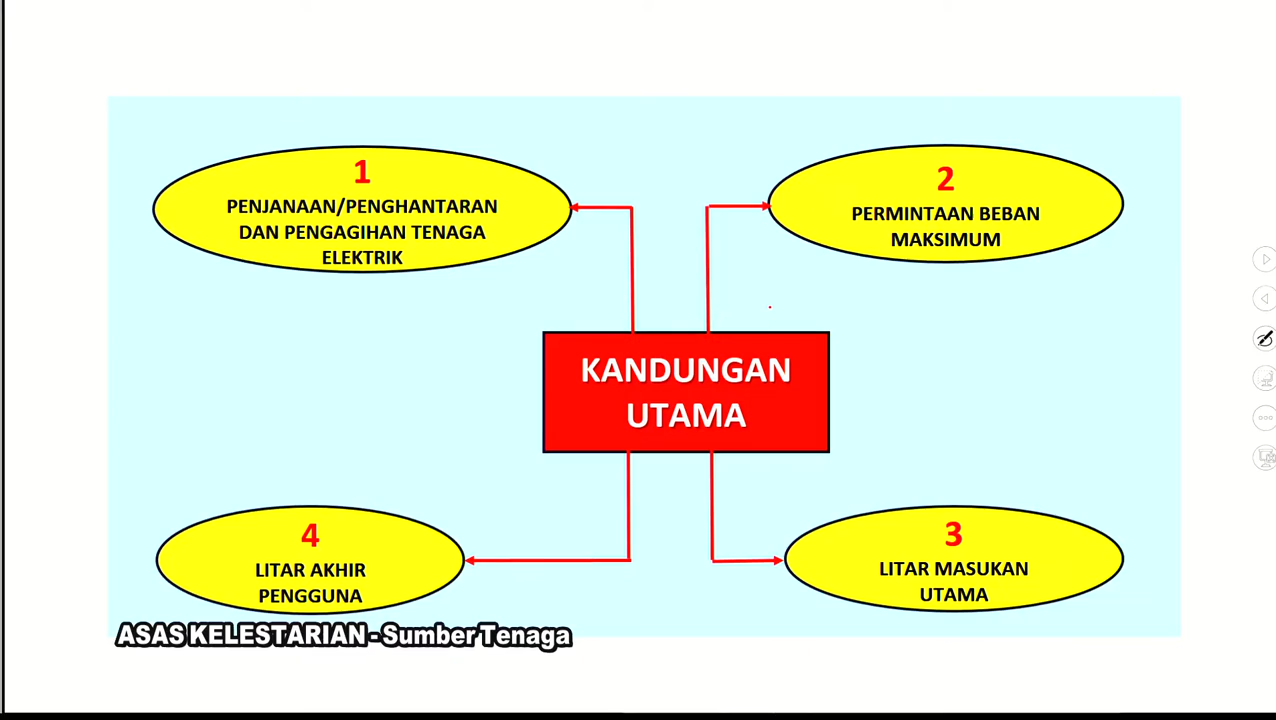 1
PENJANAAN/PENGHANTARAN
DAN PENGAGIHAN TENAGA
ELEKTRIK
2
PERMINTAAN BEBAN
MAKSIMUM
KANDUNGAN
UTAMA
4
LITAR AKHIR
PENGGUNA
3
LITAR MASUKAN
UTAMA
ASAS KELESTARIAN - Sumber Tenaga